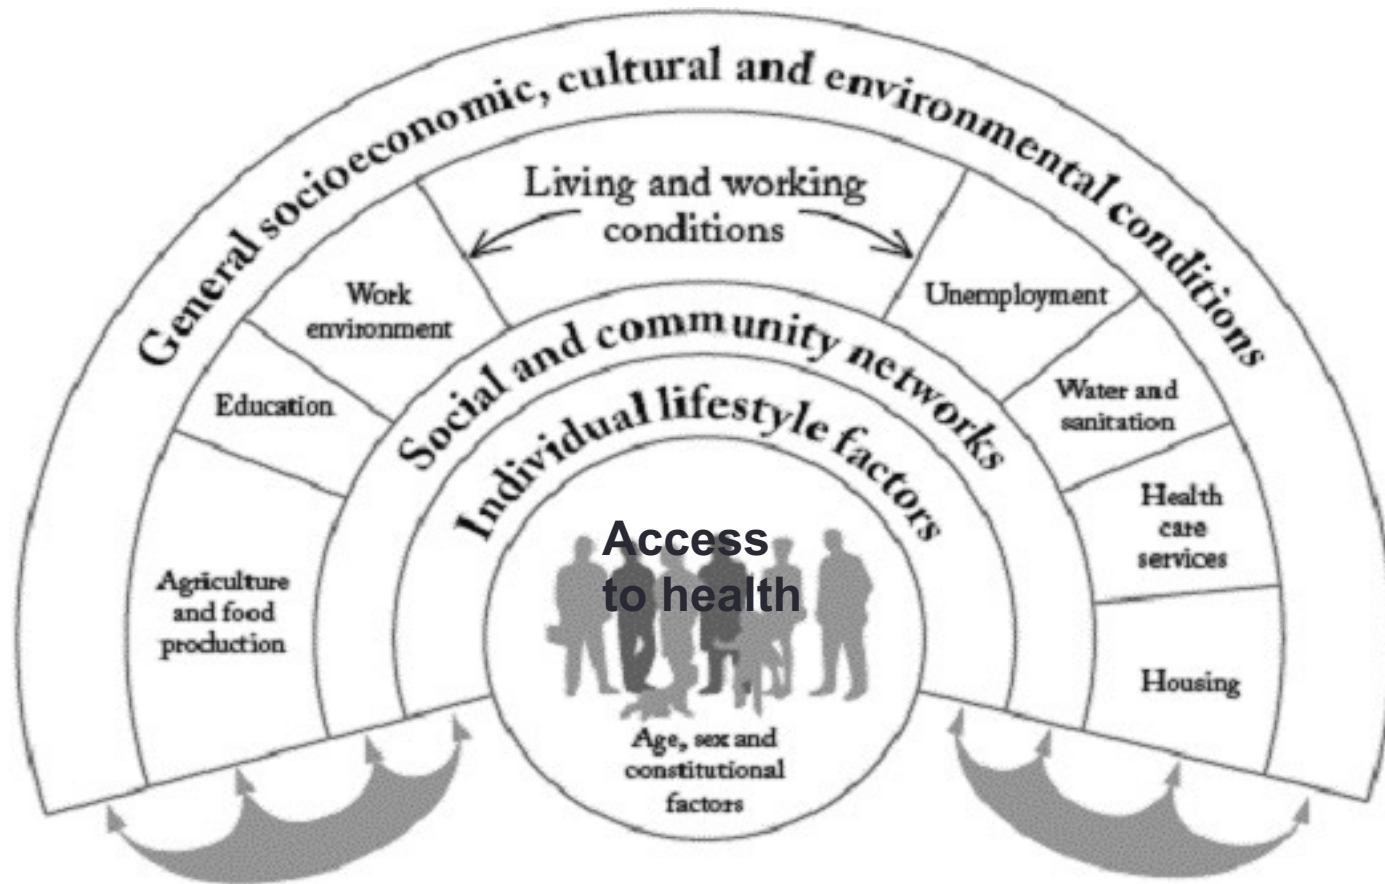 General socioeconomic, cultural and environmental conditions
Living and working
conditions
Work
environment
Unemployment
Education
Water and
sanitation
Agriculture
and food
production
Health
care
services
Housing
Social and community networks
Individual lifestyle factors
Access
to health
Age, sex and
constitutional
factors